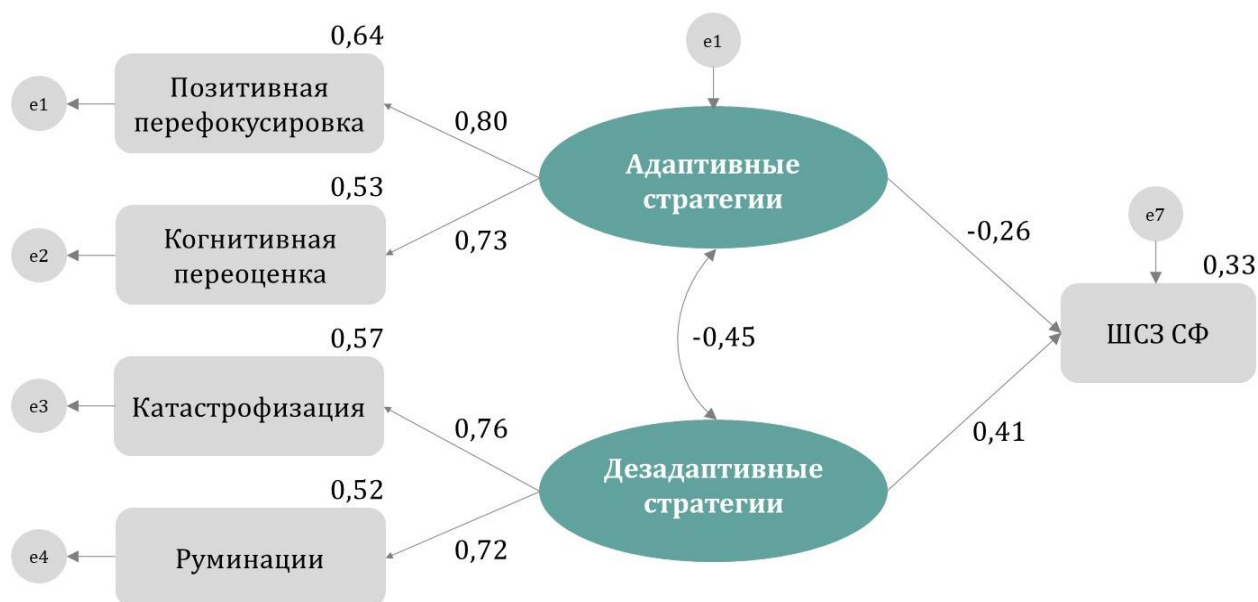 0,64
e1
e1
Позитивная
перефокусировка
0,80
Адаптивные
стратегии
0,53
e7
e2
Когнитивная
переоценка
0,73
-0,26
0,33
ШСЗ СФ
0,57
-0,45
e3
Катастрофизация
0,76
0,41
Дезадаптивные
стратегии
0,52
e4
Руминации
0,72